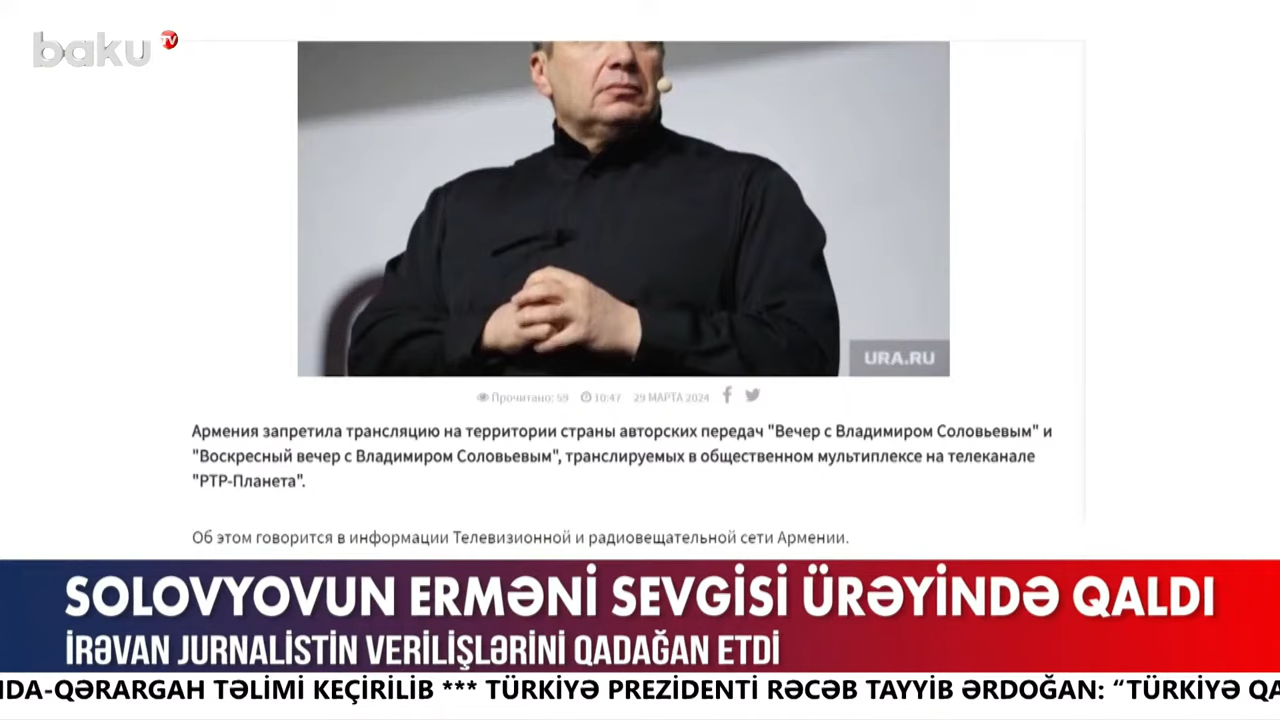 baku TV
URA.RU
Прочитано: 59 10:47 29 МАРТА 2024
Армения запретила трансляцию на территории страны авторских передач "Вечер с Владимиром Соловьевым" и
"Воскресный вечер с Владимиром Соловьевым", транслируемых в общественном мультиплексе на телеканале
"РТР-Планета".
Об этом говорится в информации Телевизионной и радиовещательной сети Армении.
SOLOVYOVUN ERMƏNİ SEVGİSİ ÜRƏYİNDƏ QALDI
İRƏVAN JURNALİSTİN VERİLİŞLƏRİNİ QADAĞAN ETDİ
NDA-QƏRARGAH TƏLİMİ KEÇİRİLİB *** TÜRKİYƏ PREZİDENTİ RƏCƏB TAYYİB ƏRDOĞAN: “TÜRKİYƏ QA